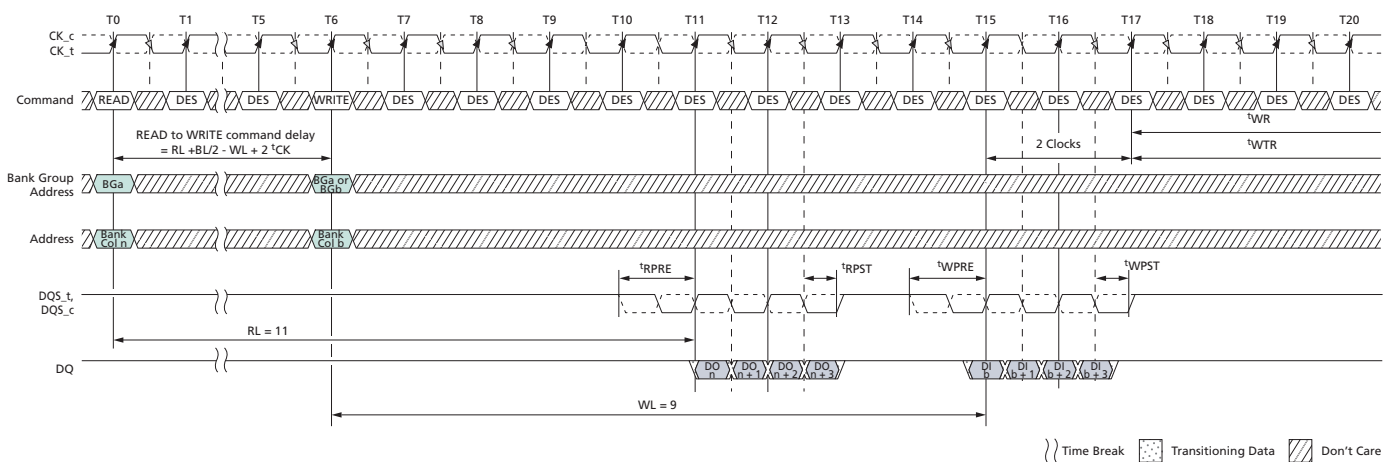 T0 T1 T5 T6 T7 T8 T9 T10 T11 T12 T13 T14 T15 T16 T17 T18 T19 T20
CK_c
CK_t
Command READ DES DES WRITE DES DES DES DES DES DES DES DES DES DES DES DES DES DES
READ to WRITE command delay
= RL +BL/2 - WL + 2 tCK
2 Clocks
tWR
tWTR
Bank Group
Address
BGa
BGa or
BGb
Address
Bank
Col n
Bank
Col b
tRPRE tRPST tWPRE tWPST
DQS_t,
DQS_c
RL = 11
DQ
DO
n
DO
n + 1
DO
n + 2
DO
n + 3
DI
b
DI
b + 1
DI
b + 2
DI
b + 3
WL = 9
Time Break Transitioning Data Don't Care